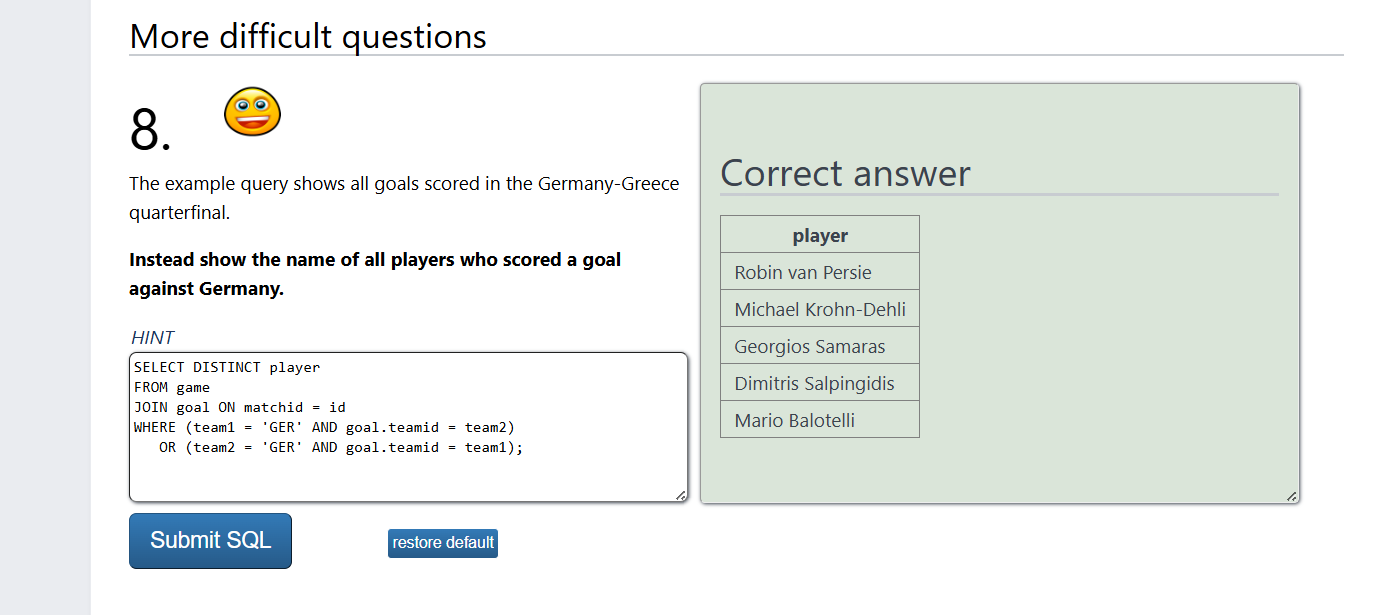 More difficult questions
8.
The example query shows all goals scored in the Germany-Greece
quarterfinal.
Instead show the name of all players who scored a goal
against Germany.
HINT
SELECT DISTINCT player
FROM game
JOIN goal ON matchid = id
WHERE (team1 = 'GER' AND goal.teamid = team2)
   OR (team2 = 'GER' AND goal.teamid = team1);
Submit SQL
restore default
Correct answer
player
Robin van Persie
Michael Krohn-Dehli
Georgios Samaras
Dimitris Salpingidis
Mario Balotelli